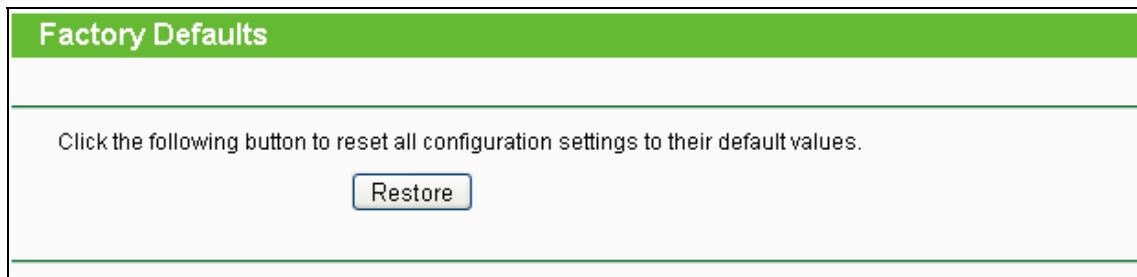 Factory Defaults
Click the following button to reset all configuration settings to their default values.
Restore